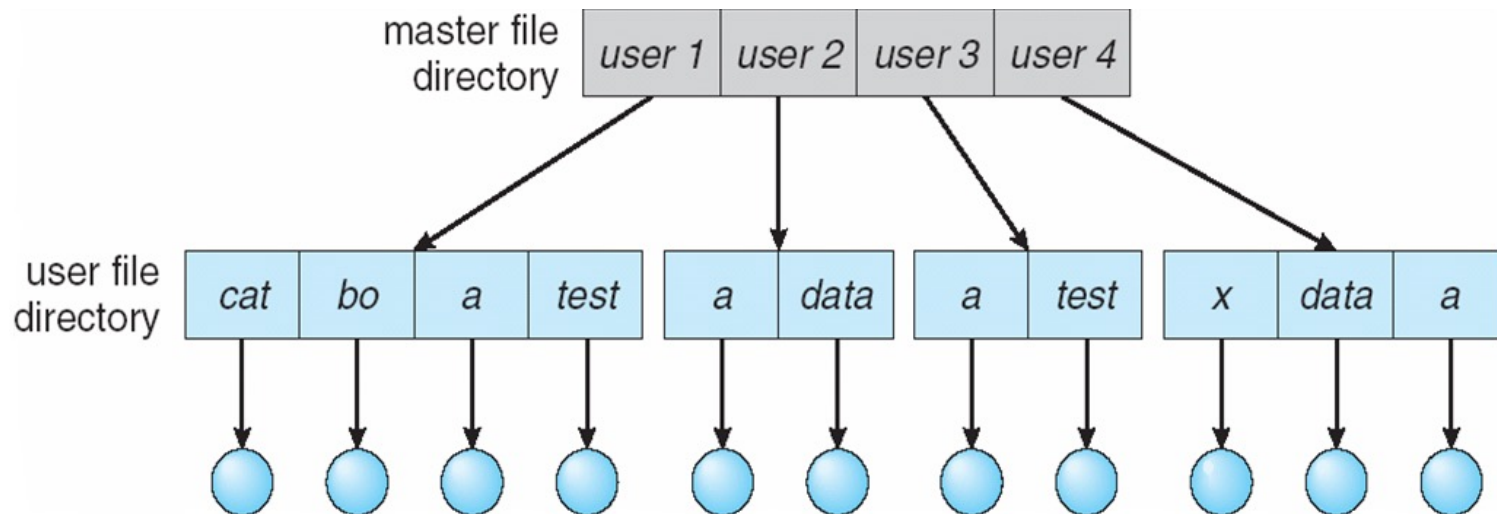 master file
directory
user 1 user 2 user 3 user 4
user file
directory
cat bo a test a data a test x data a